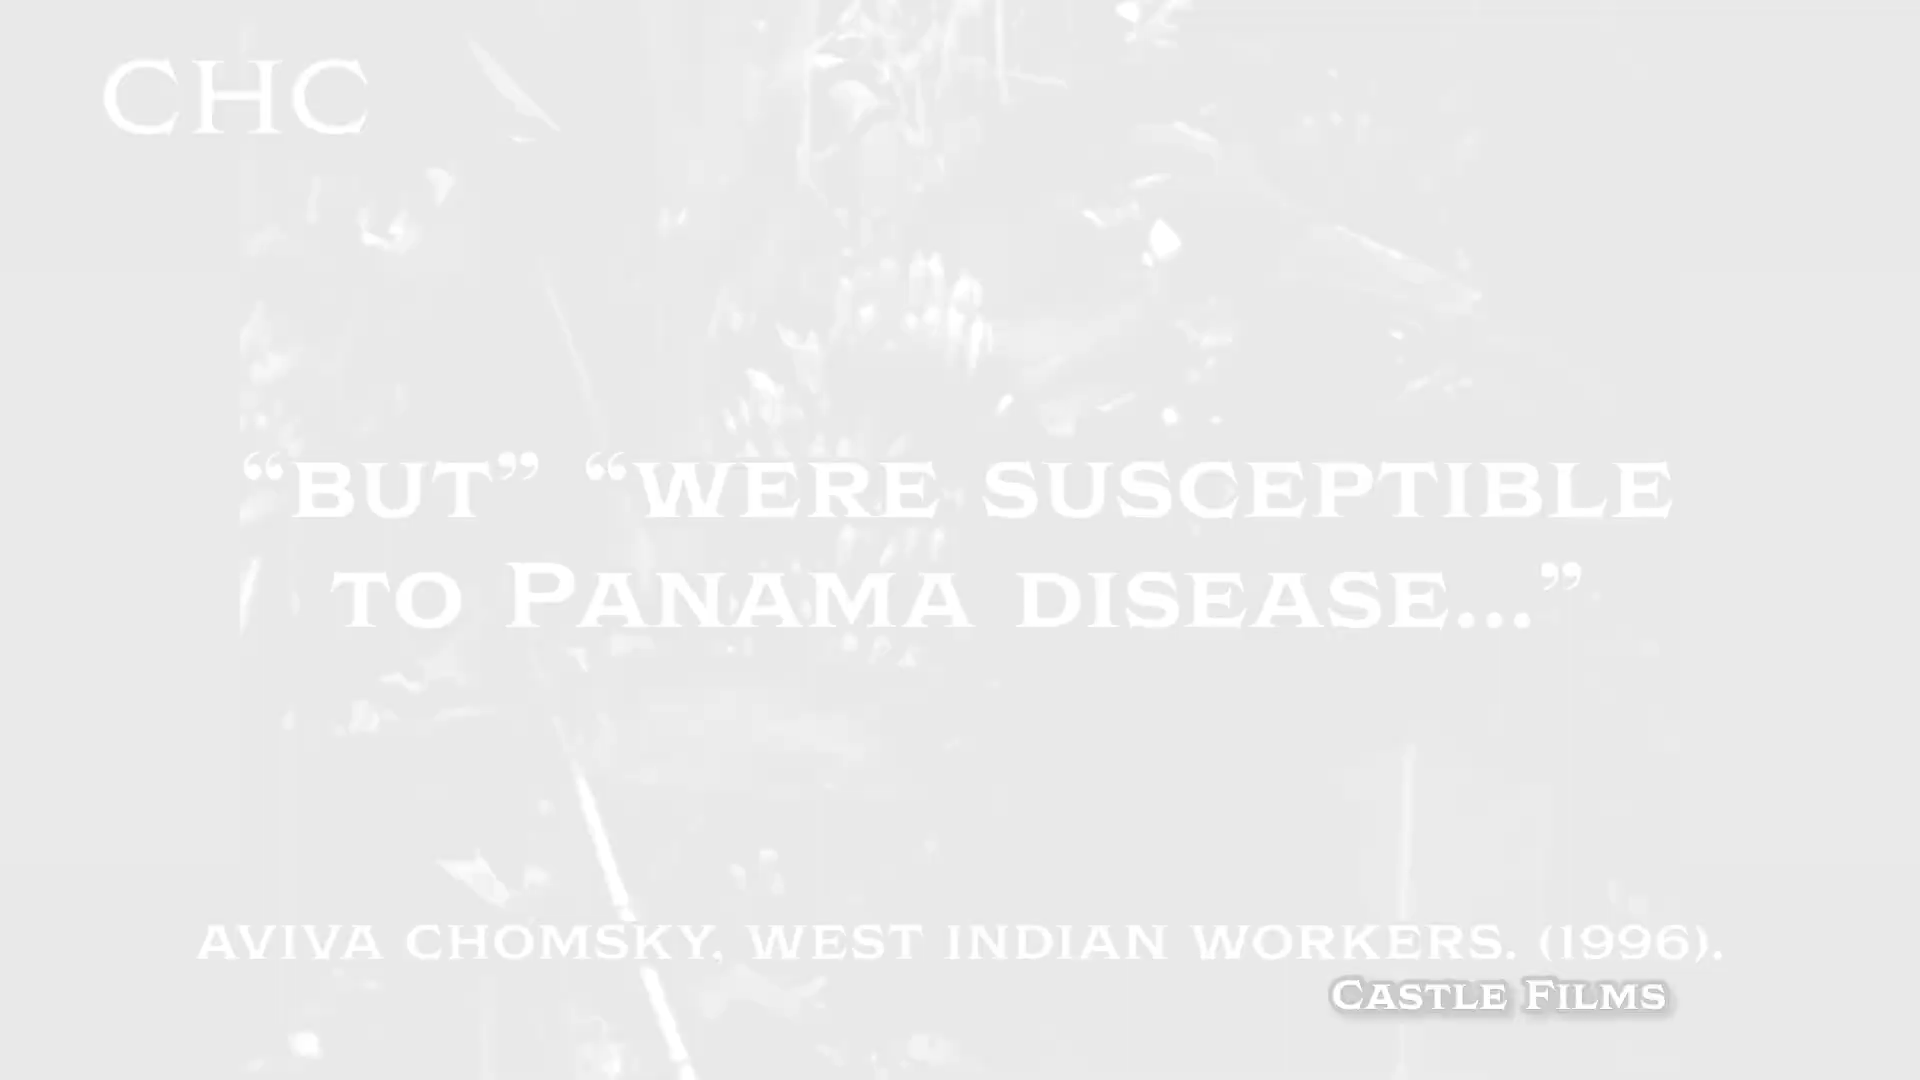 CHC
“BUT” “WERE SUSCEPTIBLE
TO PANAMA DISEASE...”
AVIVA CHOMSKY, WEST INDIAN WORKERS. (1996).
CASTLE FILMS